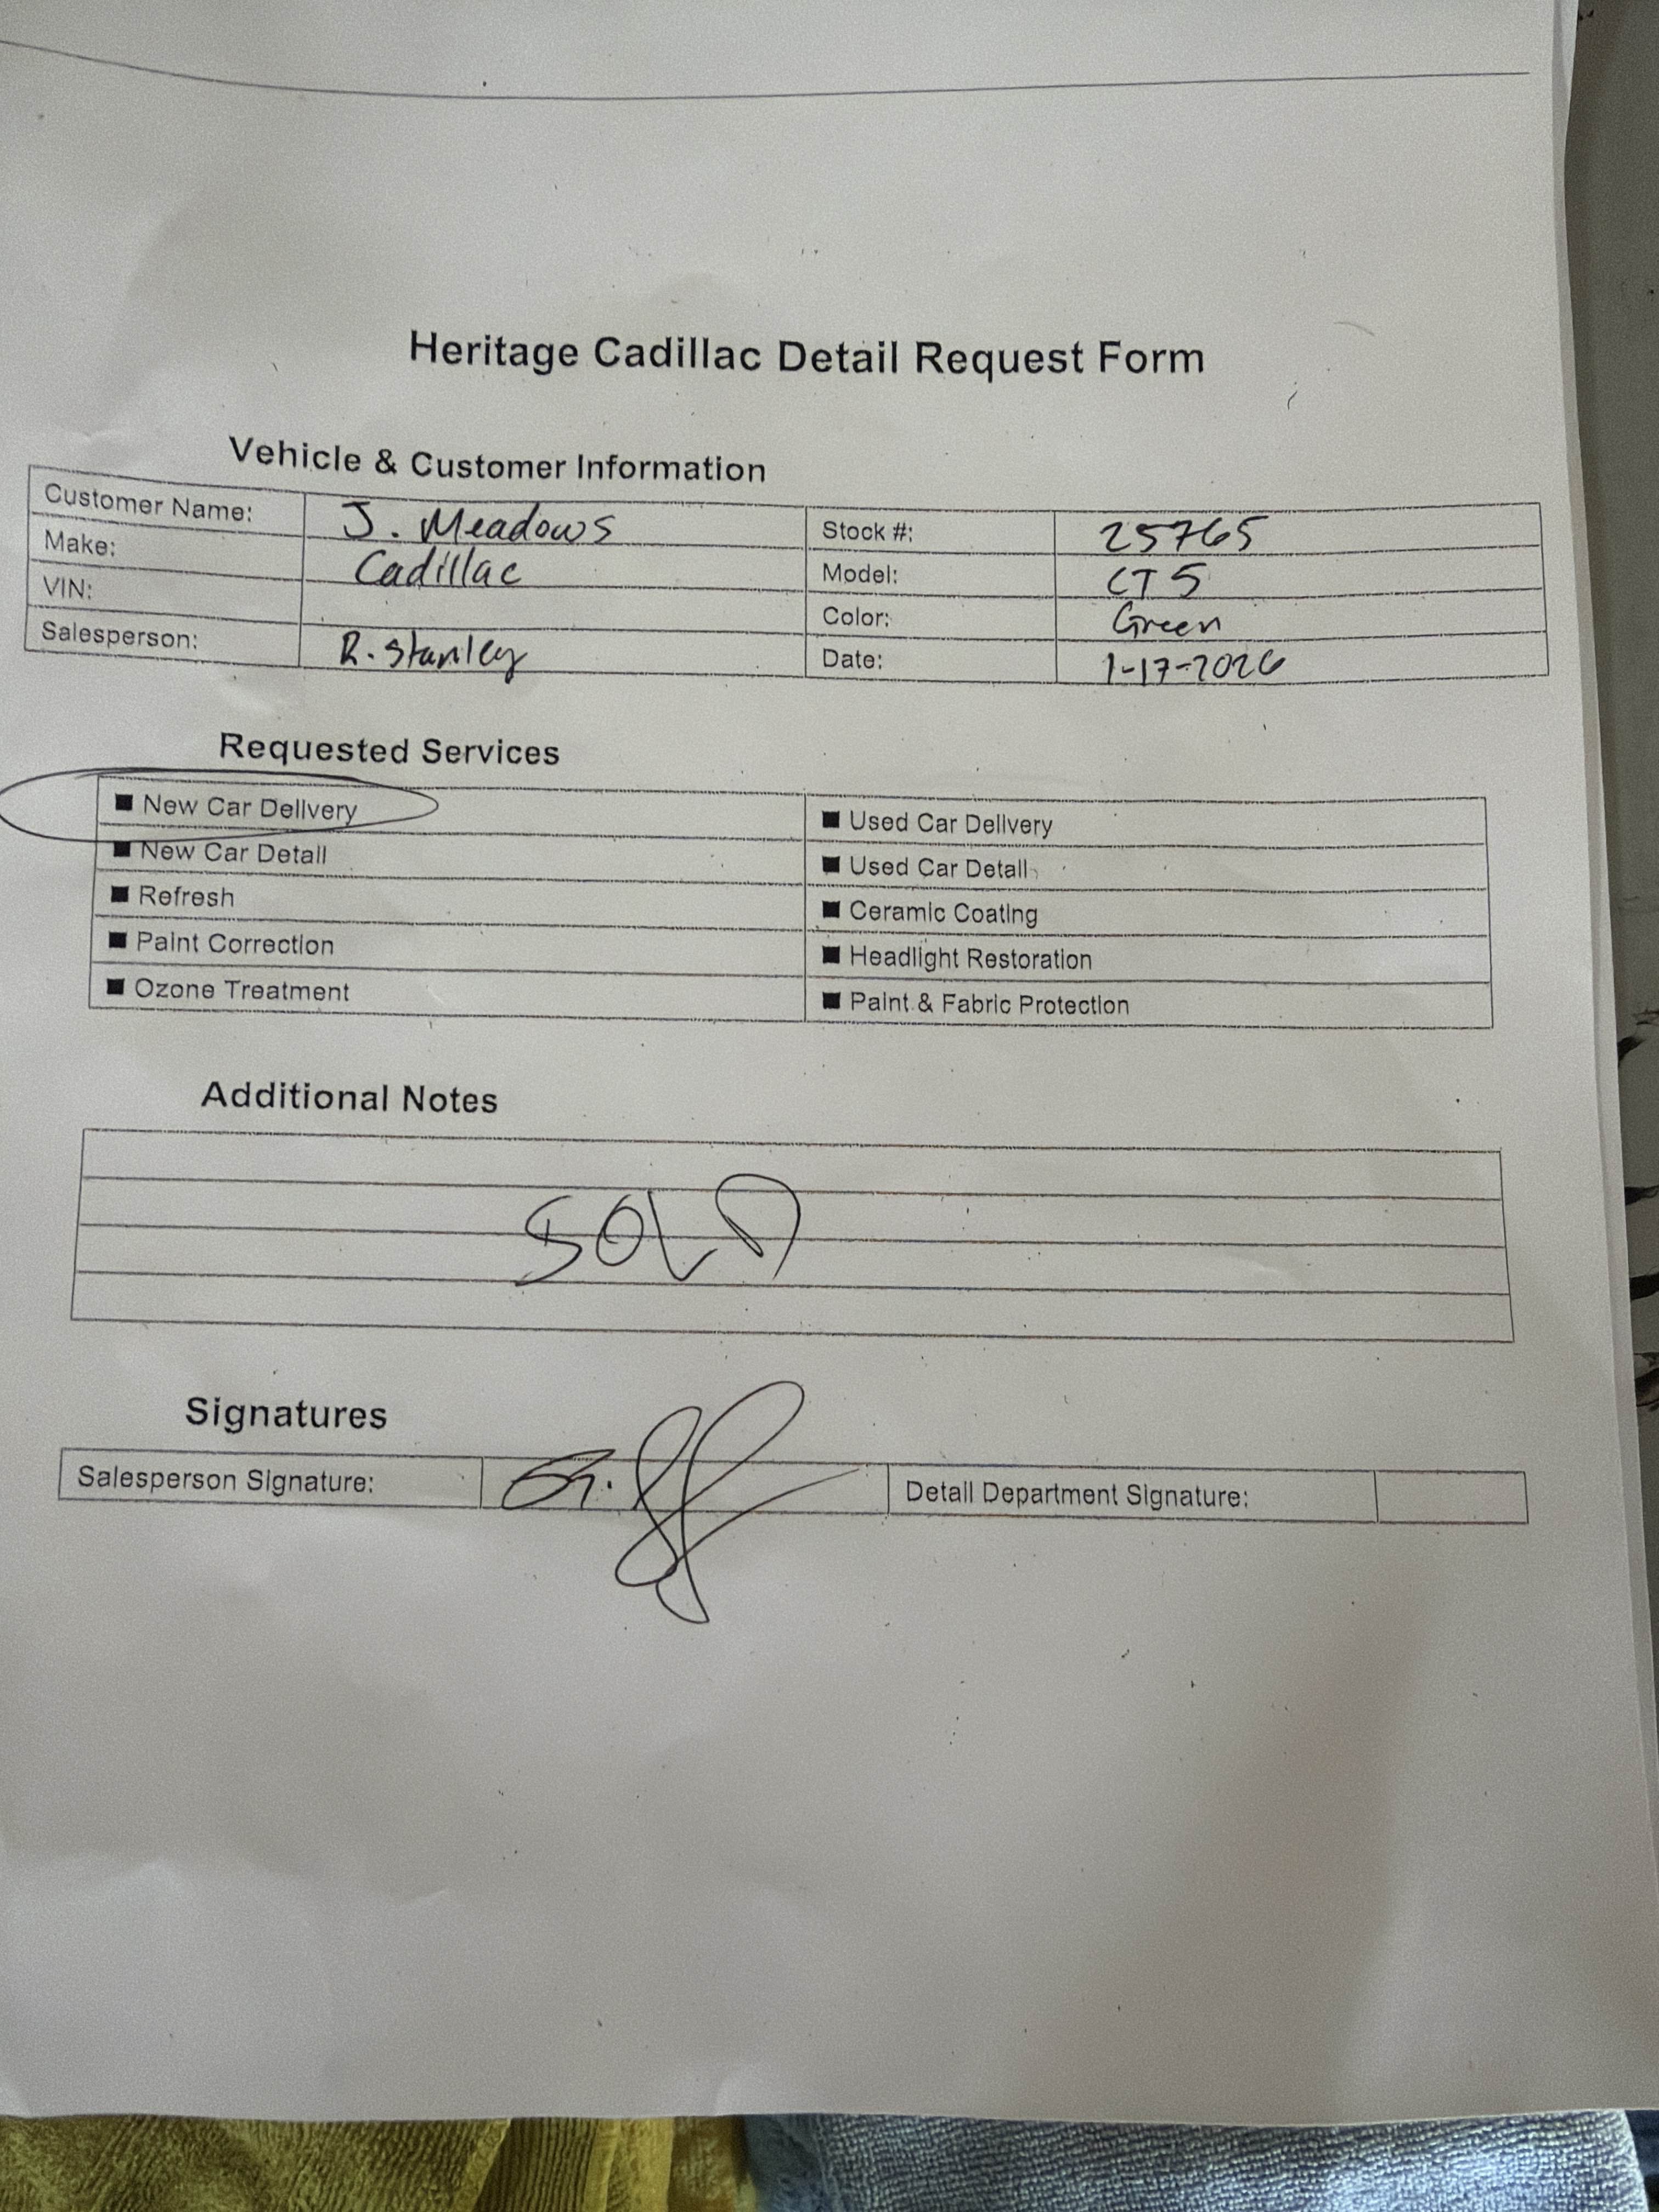 Heritage Cadillac Detail Request Form
Vehicle & Customer Information
Customer Name: J. Meadows Stock #: 25765
Make: Cadillac Model: CT5
VIN: Color: Green
Salesperson: R. Stanley Date: 1-17-2026
Requested Services
■ New Car Delivery ■ Used Car Delivery
■ New Car Detail ■ Used Car Detail
■ Refresh ■ Ceramic Coating
■ Paint Correction ■ Headlight Restoration
■ Ozone Treatment ■ Paint & Fabric Protection
Additional Notes
SOLD
Signatures
Salesperson Signature: Detail Department Signature: